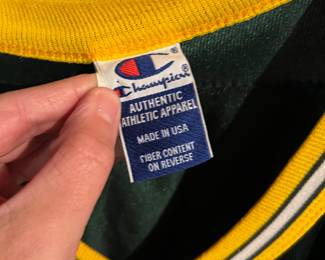 Champion
AUTHENTIC
ATHLETIC APPAREL
MADE IN USA
FIBER CONTENT
ON REVERSE